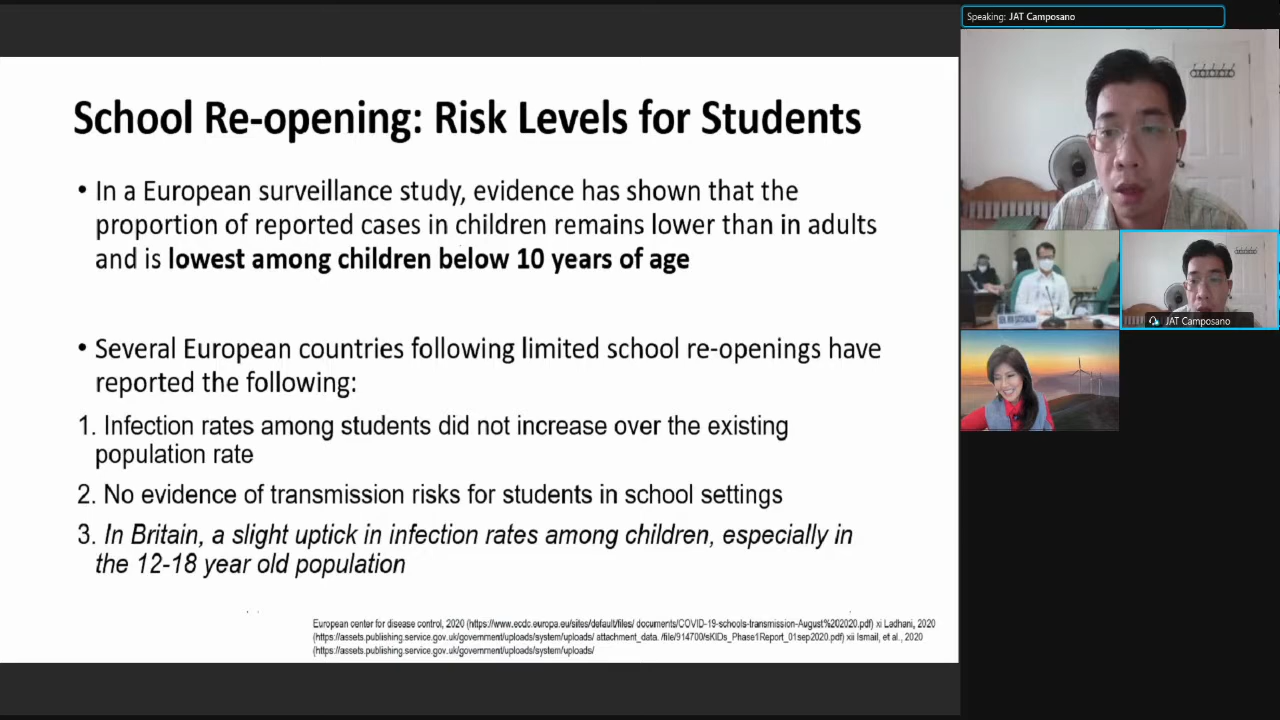 Speaking: JAT Camposano
School Re-opening: Risk Levels for Students
• In a European surveillance study, evidence has shown that the
proportion of reported cases in children remains lower than in adults
and is lowest among children below 10 years of age
• Several European countries following limited school re-openings have
reported the following:
1. Infection rates among students did not increase over the existing
population rate
2. No evidence of transmission risks for students in school settings
3. In Britain, a slight uptick in infection rates among children, especially in
the 12-18 year old population
European center for disease control, 2020 (https://www.ecdc.europa.eu/sites/default/files/ documents/COVID-19-schools-transmission-August%202020.pdf) xi Ladhani, 2020
(https://assets.publishing.service.gov.uk/government/uploads/system/uploads/ attachment_data. /file/914700/sKIDs_Phase1Report_01sep2020.pdf) xii Ismail, et al., 2020
(https://assets.publishing.service.gov.uk/government/uploads/system/uploads/
JAT Camposano